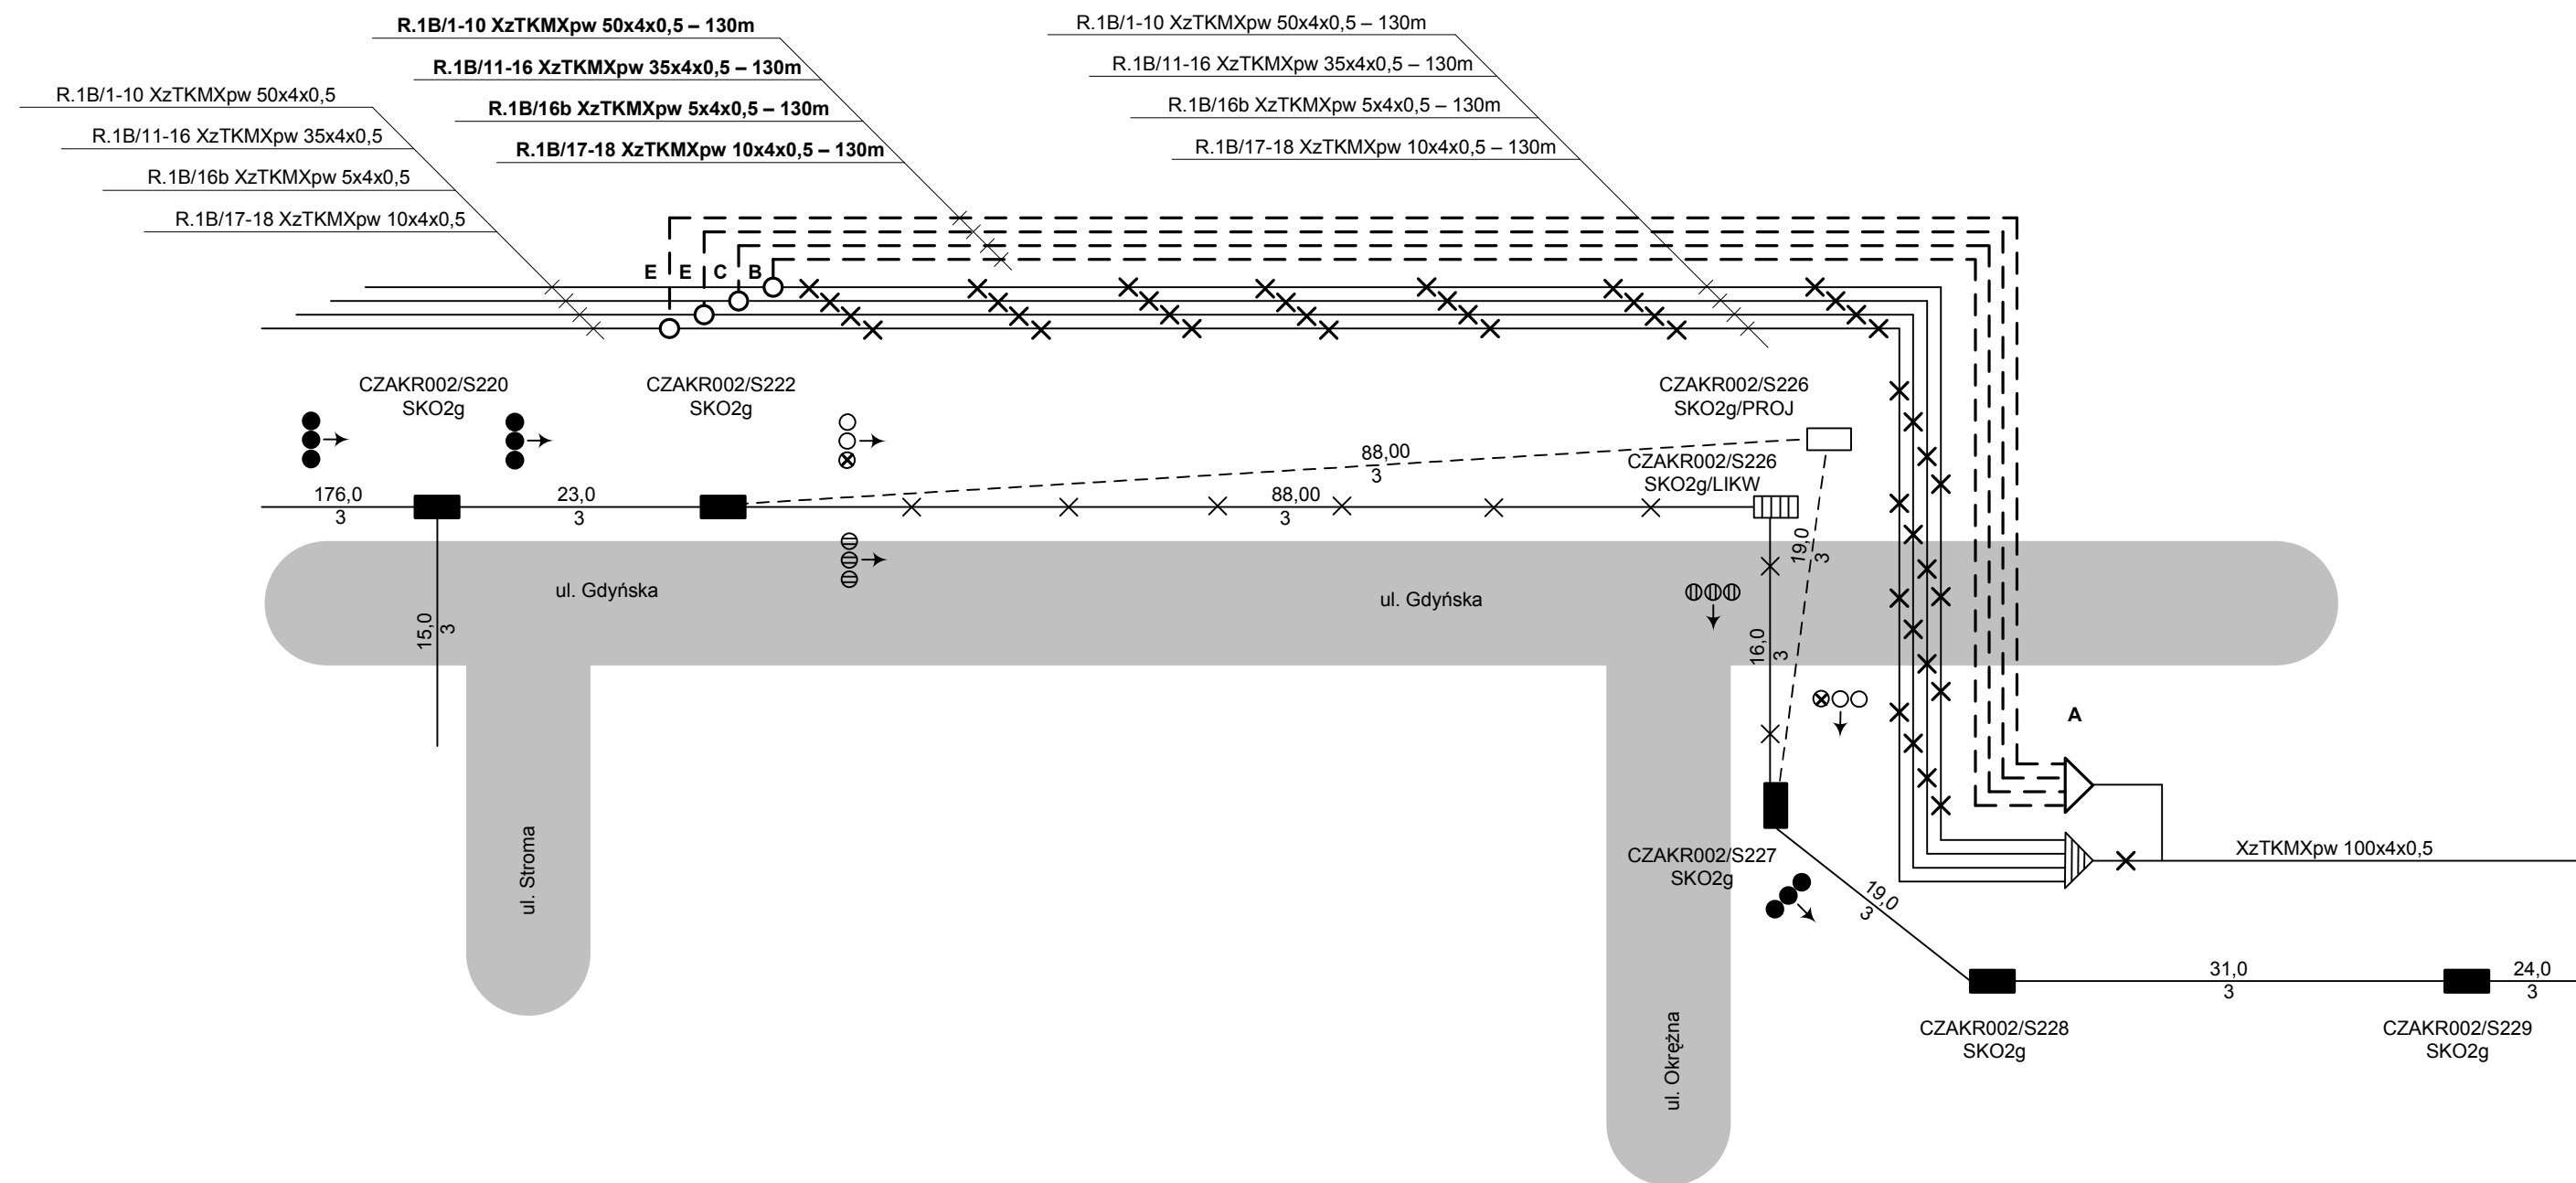 R.1B/1-10 XzTKMXpw 50x4x0,5 – 130m
R.1B/11-16 XzTKMXpw 35x4x0,5 – 130m
R.1B/16b XzTKMXpw 5x4x0,5 – 130m
R.1B/17-18 XzTKMXpw 10x4x0,5 – 130m
R.1B/1-10 XzTKMXpw 50x4x0,5 – 130m
R.1B/11-16 XzTKMXpw 35x4x0,5 – 130m
R.1B/16b XzTKMXpw 5x4x0,5 – 130m
R.1B/17-18 XzTKMXpw 10x4x0,5 – 130m
R.1B/1-10 XzTKMXpw 50x4x0,5
R.1B/11-16 XzTKMXpw 35x4x0,5
R.1B/16b XzTKMXpw 5x4x0,5
R.1B/17-18 XzTKMXpw 10x4x0,5
E E C B
CZAKR002/S220
SKO2g
CZAKR002/S222
SKO2g
CZAKR002/S226
SKO2g/PROJ
88,00
3
CZAKR002/S226
SKO2g/LIKW
176,0
3
23,0
3
88,00
3
19,0
3
ul. Gdyńska
ul. Gdyńska
15,0
3
16,0
3
A
ul. Stroma
CZAKR002/S227
SKO2g
XzTKMXpw 100x4x0,5
19,0
3
31,0
3
24,0
3
ul. Okrężna
CZAKR002/S228
SKO2g
CZAKR002/S229
SKO2g